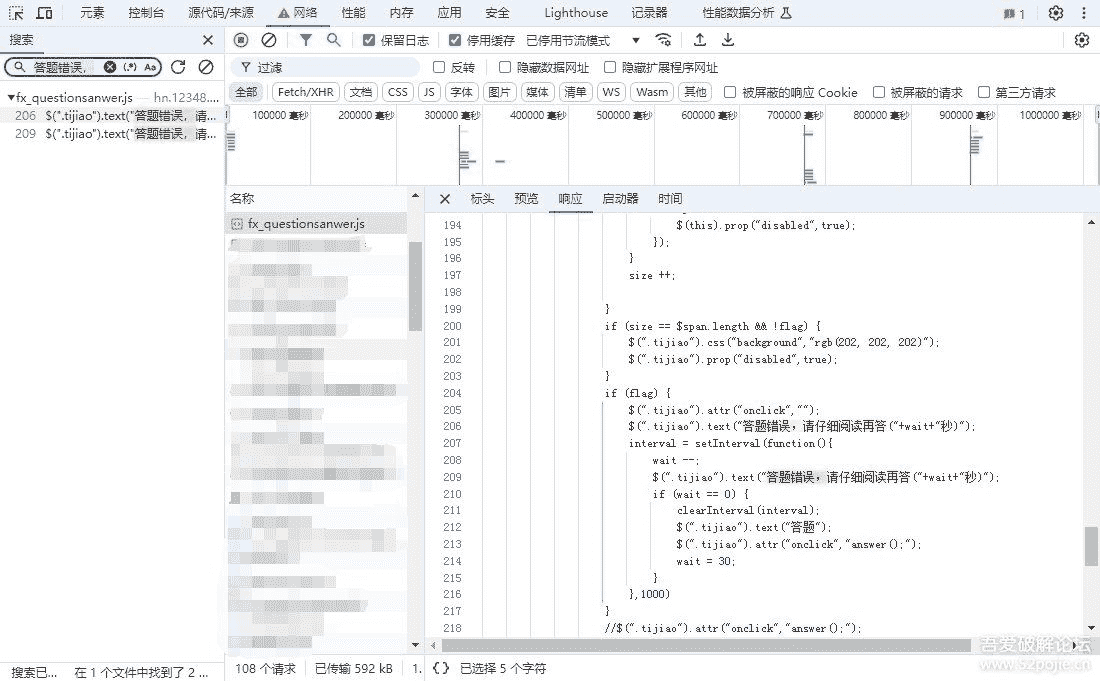 元素 控制台 源代码/来源 网络 性能 内存 应用 安全 Lighthouse 记录器 性能数据分析 1
搜索 保留日志 停用缓存 已停用节流模式
答题错误， (.*) Aa 过滤 反转 隐藏数据网址 隐藏扩展程序网址
全部 Fetch/XHR 文档 CSS JS 字体 图片 媒体 清单 WS Wasm 其他 被屏蔽的响应 Cookie 被屏蔽的请求 第三方请求
fx_questionsanwer.js — hn.12348....
206 $(".tijiao").text("答题错误，请...
209 $(".tijiao").text("答题错误，请...
100000 毫秒 200000 毫秒 300000 毫秒 400000 毫秒 500000 毫秒 600000 毫秒 700000 毫秒 800000 毫秒 900000 毫秒 1000000 毫秒
名称 标头 预览 响应 启动器 时间
fx_questionsanwer.js
194 $(this).prop("disabled",true);
195 });
196 }
197 size ++;
198
199 }
200 if (size == $span.length && !flag) {
201 $(".tijiao").css("background","rgb(202, 202, 202)");
202 $(".tijiao").prop("disabled",true);
203 }
204 if (flag) {
205 $(".tijiao").attr("onclick","");
206 $(".tijiao").text("答题错误，请仔细阅读再答("+wait+"秒)");
207 interval = setInterval(function(){
208 wait --;
209 $(".tijiao").text("答题错误，请仔细阅读再答("+wait+"秒)");
210 if (wait == 0) {
211 clearInterval(interval);
212 $(".tijiao").text("答题");
213 $(".tijiao").attr("onclick","answer();");
214 wait = 30;
215 }
216 },1000)
217 }
218 //$(".tijiao").attr("onclick","answer();");
搜索已... 在 1 个文件中找到了 2 ... 108 个请求 已传输 592 kB 1. {} 已选择 5 个字符
吾爱破解论坛
www.52pojie.cn